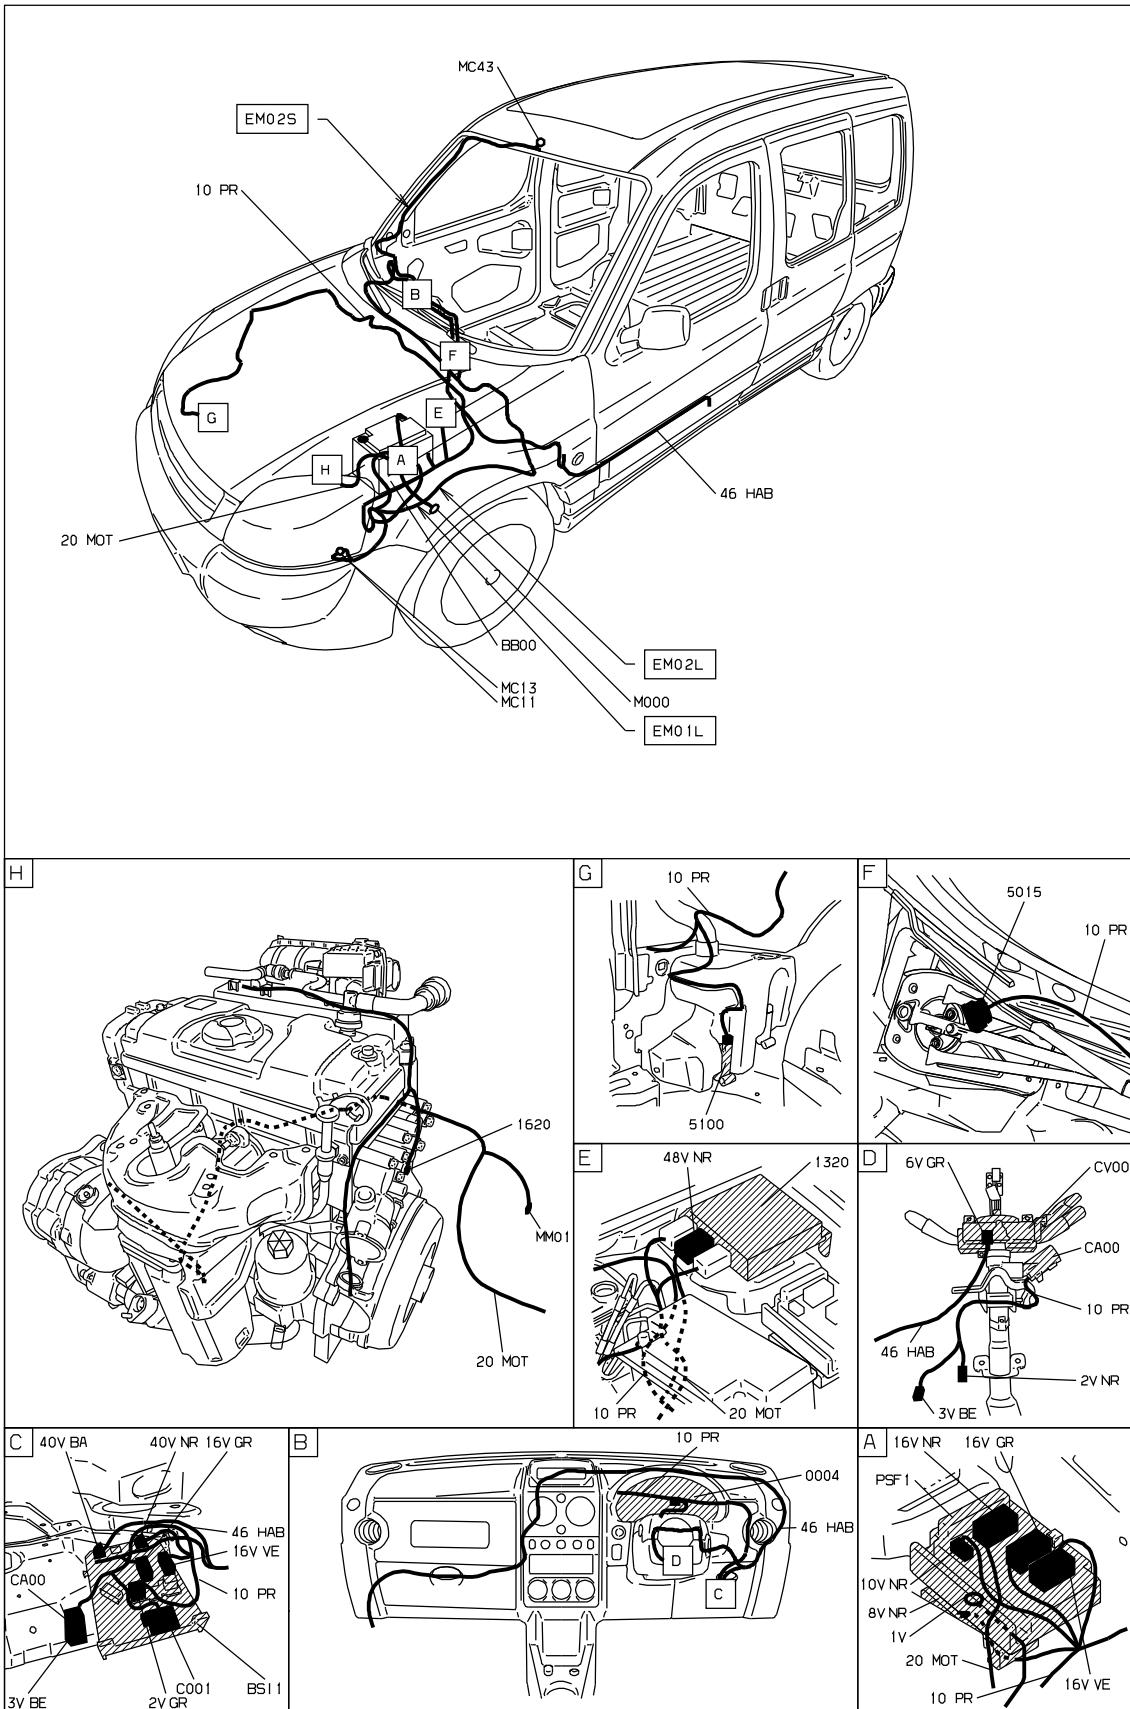 MC43
EM02S
10 PR
B
F
G
E
H
A
46 HAB
20 MOT
BB00
EM02L
MC13
MC11
M000
EM01L
H
1620
MM01
20 MOT
G
10 PR
5100
F
5015
10 PR
E
48V NR
1320
10 PR
20 MOT
D
6V GR
CV00
CA00
10 PR
46 HAB
2V NR
3V BE
C
40V BA
40V NR
16V GR
46 HAB
16V VE
CA00
10 PR
C001
BSI1
3V BE
2V GR
B
10 PR
0004
46 HAB
D
C
A
16V NR
16V GR
PSF1
10V NR
8V NR
1V
20 MOT
10 PR
16V VE